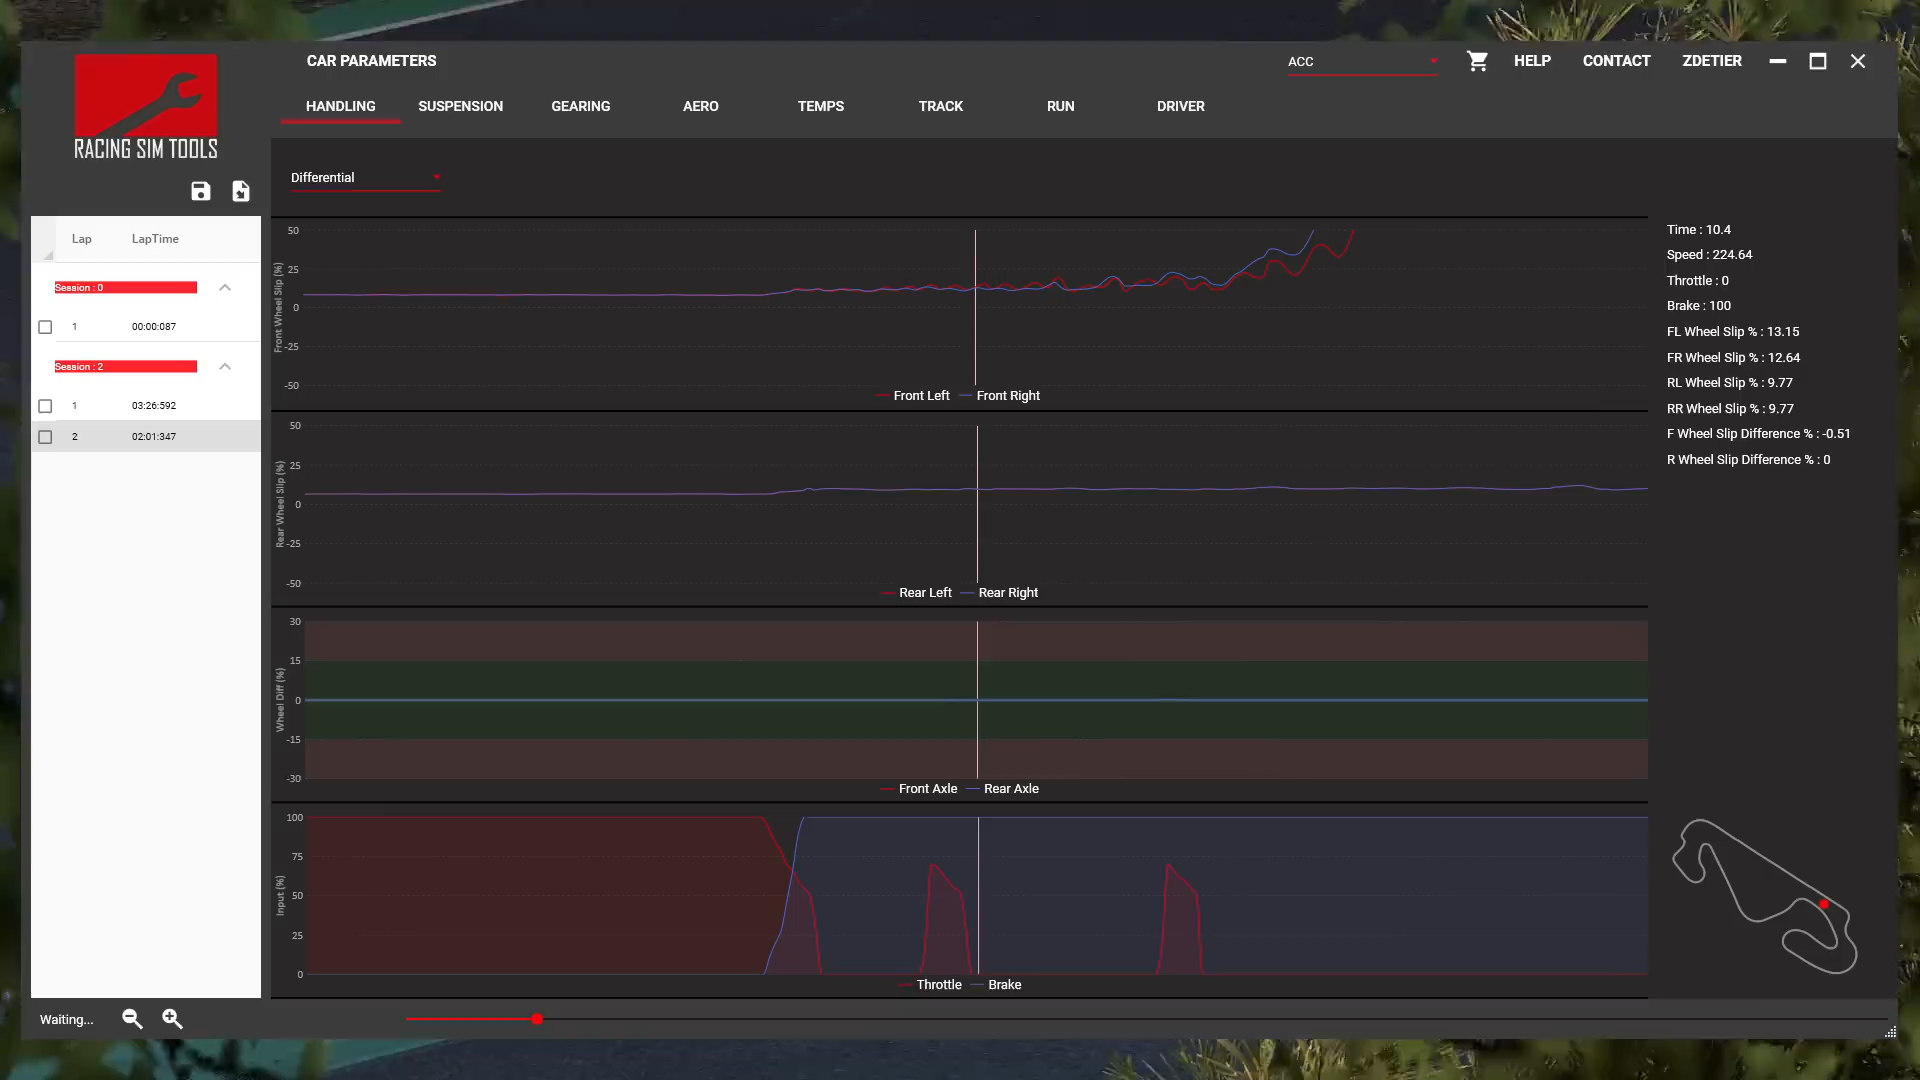 CAR PARAMETERS
ACC
HELP
CONTACT
ZDETIER
HANDLING
SUSPENSION
GEARING
AERO
TEMPS
TRACK
RUN
DRIVER
RACING SIM TOOLS
Differential
Lap LapTime
Session : 0
1 00:00:087
Session : 2
1 03:26:592
2 02:01:347
Front Wheel Slip (%)
50
25
0
-25
-50
Front Left Front Right
Rear Wheel Slip (%)
50
25
0
-25
-50
Rear Left Rear Right
Wheel Diff (%)
30
15
0
-15
-30
Front Axle Rear Axle
Input (%)
100
75
50
25
0
Throttle Brake
Time : 10.4
Speed : 224.64
Throttle : 0
Brake : 100
FL Wheel Slip % : 13.15
FR Wheel Slip % : 12.64
RL Wheel Slip % : 9.77
RR Wheel Slip % : 9.77
F Wheel Slip Difference % : -0.51
R Wheel Slip Difference % : 0
Waiting...